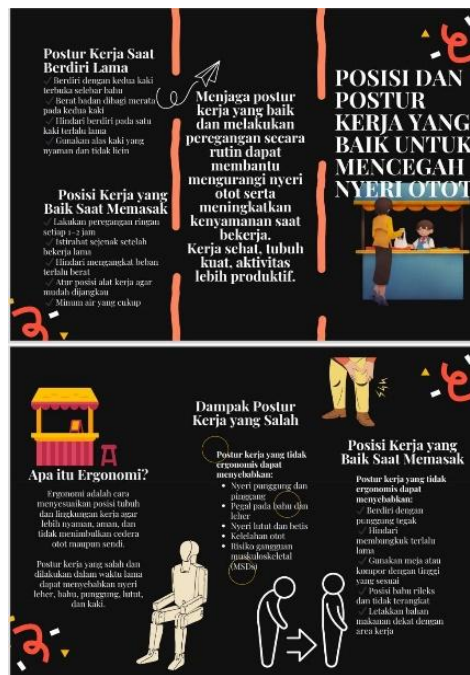 Postur Kerja Saat
Berdiri Lama
✓ Berdiri dengan kedua kaki
terbuka selebar bahu
✓ Berat badan dibagi merata
pada kedua kaki
✓ Hindari berdiri pada satu
kaki terlalu lama
✓ Gunakan alas kaki yang
nyaman dan tidak licin
Posisi Kerja yang
Baik Saat Memasak
✓ Lakukan peregangan ringan
setiap 1–2 jam
✓ Istirahat sejenak setelah
bekerja lama
✓ Hindari mengangkat beban
terlalu berat
✓ Atur posisi alat kerja agar
mudah dijangkau
✓ Minum air yang cukup
Menjaga postur
kerja yang baik
dan melakukan
peregangan secara
rutin dapat
membantu
mengurangi nyeri
otot serta
meningkatkan
kenyamanan saat
bekerja.
Kerja sehat, tubuh
kuat, aktivitas
lebih produktif.
POSISI DAN
POSTUR
KERJA YANG
BAIK UNTUK
MENCEGAH
NYERI OTOT
Apa itu Ergonomi?
Ergonomi adalah cara
menyesuaikan posisi tubuh
dan lingkungan kerja agar
lebih nyaman, aman, dan
tidak menimbulkan cedera
otot maupun sendi.
Postur kerja yang salah dan
dilakukan dalam waktu lama
dapat menyebabkan nyeri
leher, bahu, punggung, lutut,
dan kaki.
Dampak Postur
Kerja yang Salah
Postur kerja yang tidak
ergonomis dapat
menyebabkan:
• Nyeri punggung dan
pinggang
• Pegal pada bahu dan
leher
• Nyeri lutut dan betis
• Kelelahan otot
• Risiko gangguan
muskuloskeletal
(MSDs)
Posisi Kerja yang
Baik Saat Memasak
Postur kerja yang tidak
ergonomis dapat
menyebabkan:
✓ Berdiri dengan
punggung tegak
✓ Hindari
membungkuk terlalu
lama
✓ Gunakan meja atau
kompor dengan tinggi
yang sesuai
✓ Posisi bahu rileks
dan tidak terangkat
✓ Letakkan bahan
makanan dekat dengan
area kerja